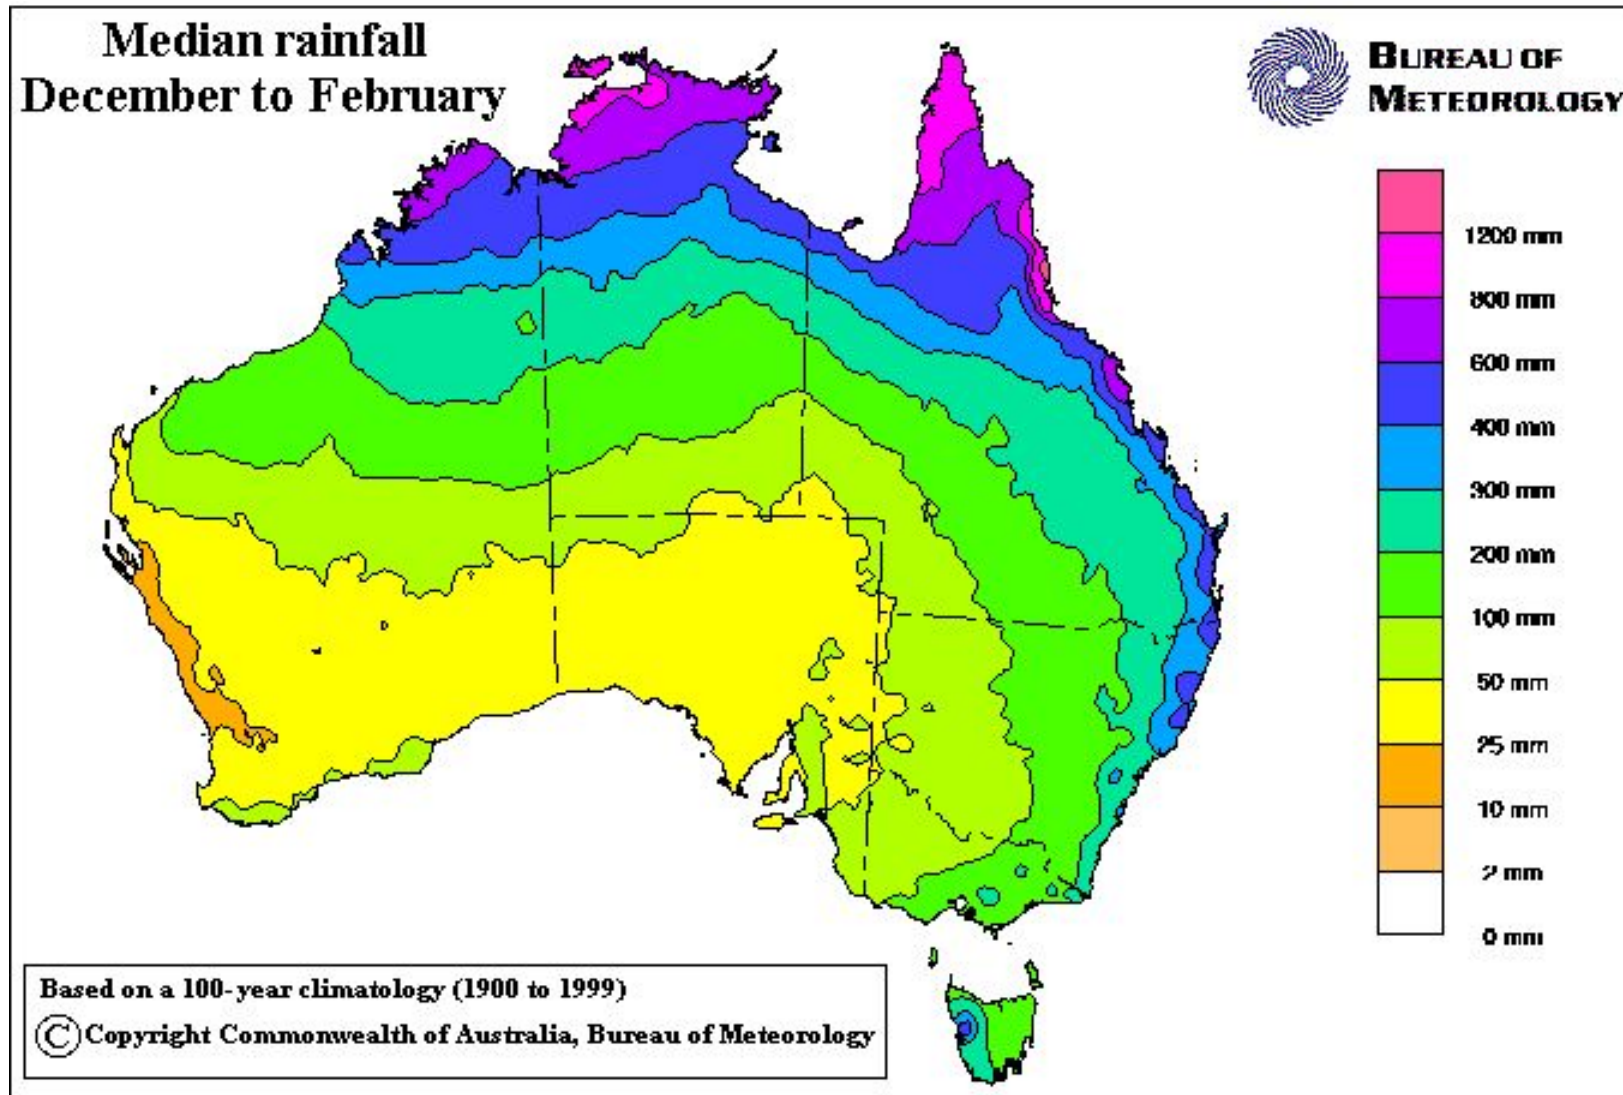 Median rainfall
December to February
BUREAU OF
METEOROLOGY
1200 mm
800 mm
600 mm
400 mm
300 mm
200 mm
100 mm
50 mm
25 mm
10 mm
2 mm
0 mm
Based on a 100-year climatology (1900 to 1999)
© Copyright Commonwealth of Australia, Bureau of Meteorology